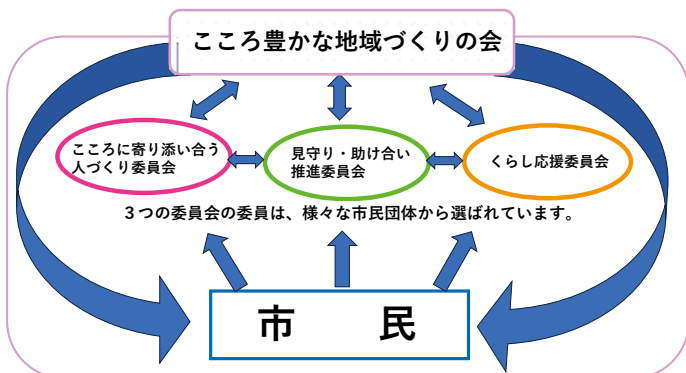 こころ豊かな地域づくりの会
こころに寄り添い合う
人づくり委員会
見守り・助け合い
推進委員会
くらし応援委員会
３つの委員会の委員は、様々な市民団体から選ばれています。
市　　民